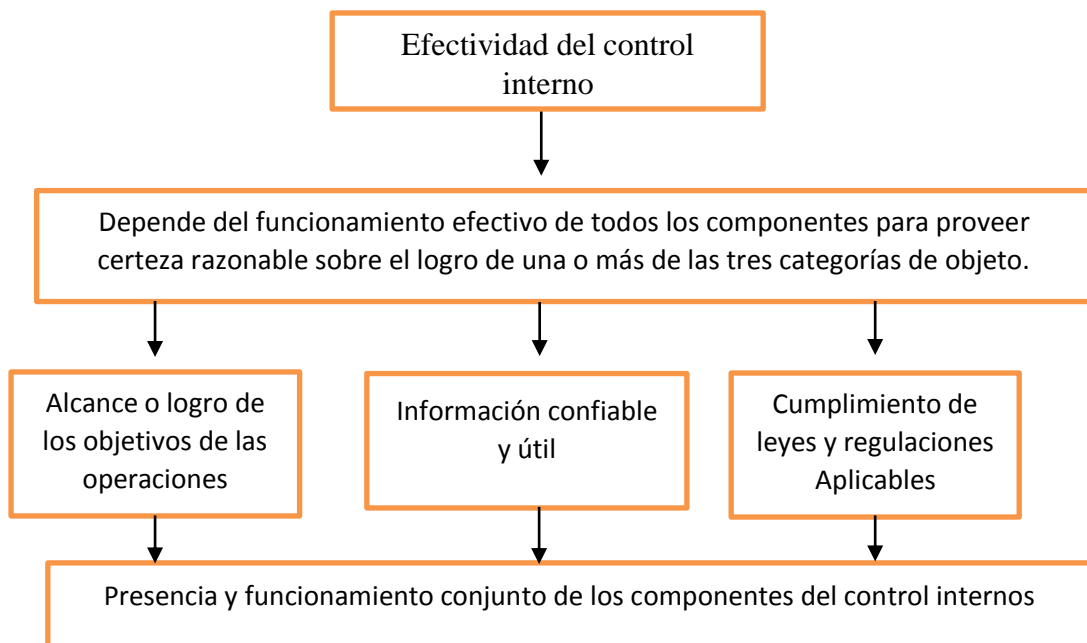 Efectividad del control
interno
Depende del funcionamiento efectivo de todos los componentes para proveer
certeza razonable sobre el logro de una o más de las tres categorías de objeto.
Alcance o logro de
los objetivos de las
operaciones
Información confiable
y útil
Cumplimiento de
leyes y regulaciones
Aplicables
Presencia y funcionamiento conjunto de los componentes del control internos